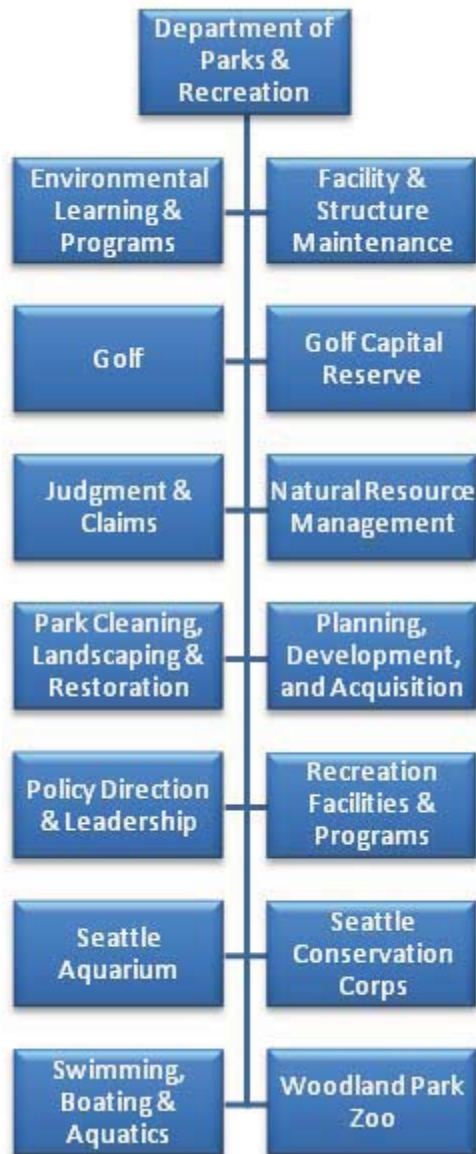 Department of
Parks &
Recreation
Environmental
Learning &
Programs
Facility &
Structure
Maintenance
Golf
Golf Capital
Reserve
Judgment &
Claims
Natural Resource
Management
Park Cleaning,
Landscaping &
Restoration
Planning,
Development,
and Acquisition
Policy Direction
& Leadership
Recreation
Facilities &
Programs
Seattle
Aquarium
Seattle
Conservation
Corps
Swimming,
Boating &
Aquatics
Woodland Park
Zoo